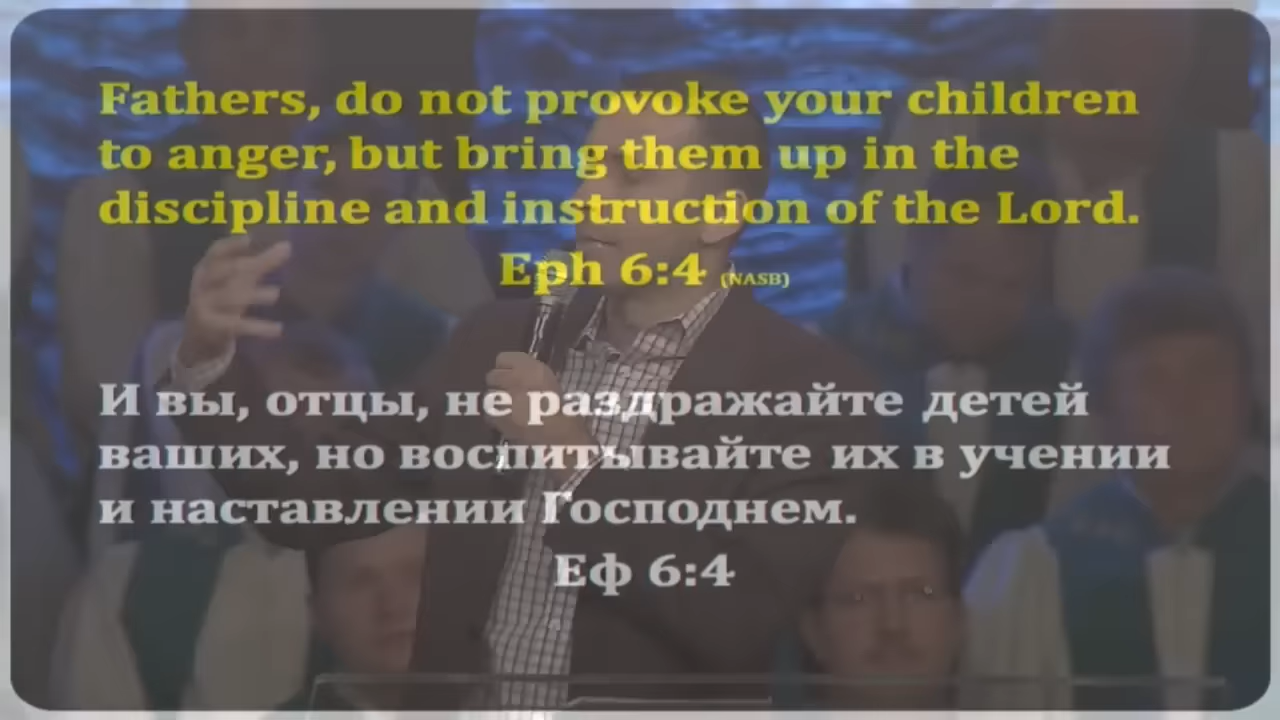 Fathers, do not provoke your children
to anger, but bring them up in the
discipline and instruction of the Lord.
Eph 6:4 (NASB)
И вы, отцы, не раздражайте детей
ваших, но воспитывайте их в учении
и наставлении Господнем.
Еф 6:4